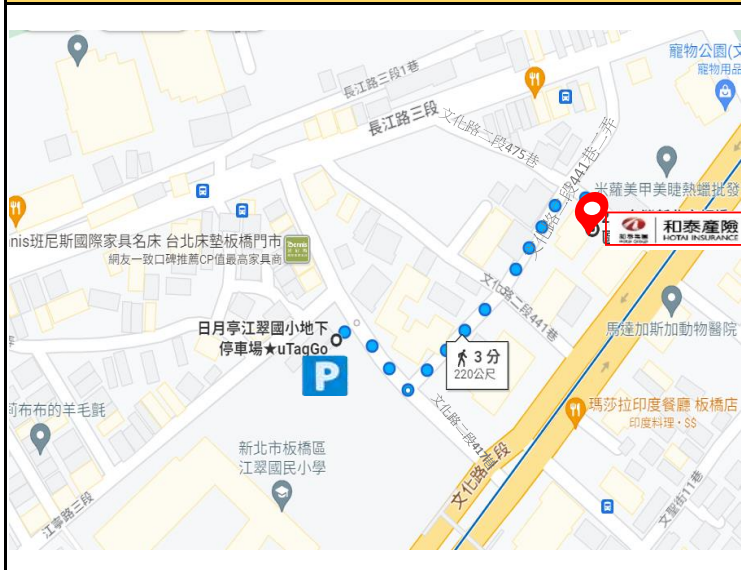 寵物公園(文
寵物用品
長江路三段1巷
長江路三段
文化路二段475巷
文化路二段441巷二弄
米蘿美甲美睫熱蠟批發
和泰集團
HOTAI GROUP
和泰產險
HOTAI INSURANCE
nnis班尼斯國際家具名床 台北床墊板橋門市
網友一致口碑推薦CP值最高家具商
Bennis
文化路二段441巷
馬達加斯加動物醫院
日月亭江翠國小地下
停車場★uTagGo
P
3 分
220公尺
瑪莎拉印度餐廳 板橋店
印度料理・$$
布布的羊毛氈
文化路二段417巷
新北市板橋區
江翠國民小學
文化路二段
江寧路三段
文聖街11巷